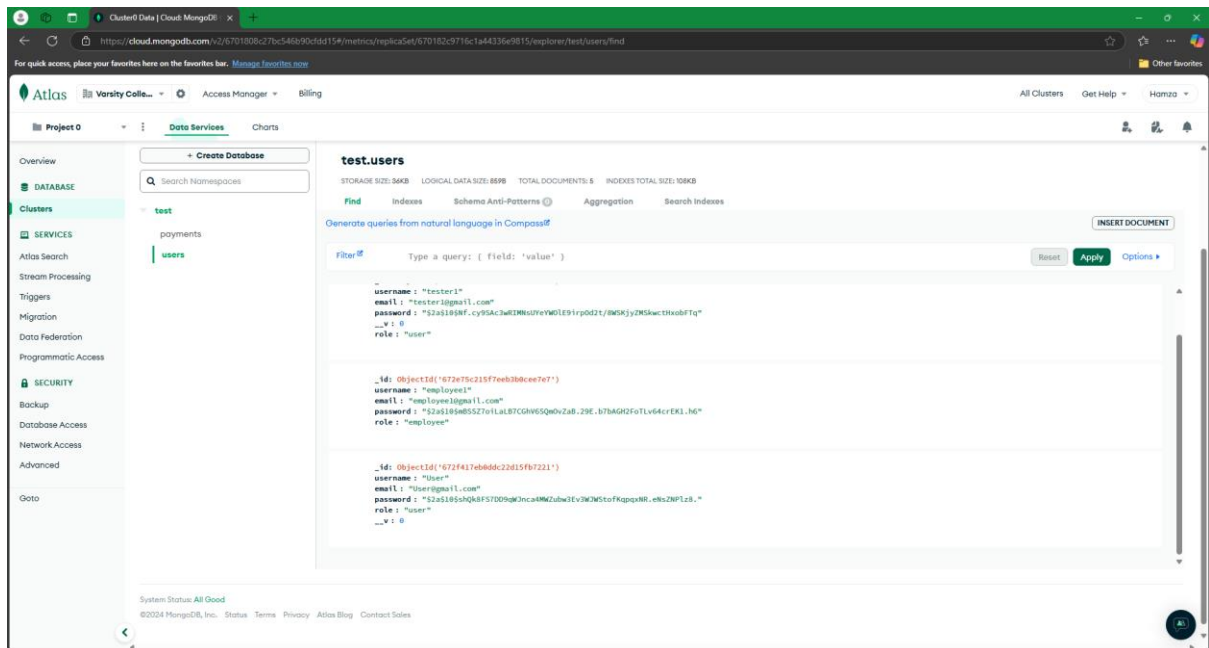 Cluster0 Data | Cloud: MongoDB
https://cloud.mongodb.com/v2/6701808c27bc546b90cfdd15#/metrics/replicaSet/670182c9716c1a44336e9815/explorer/test/users/find
For quick access, place your favorites here on the favorites bar. Manage favorites now
Other favorites
Atlas Varsity Colle... Access Manager Billing
All Clusters Get Help Hamza
Project 0 Data Services Charts
Overview
DATABASE
Clusters
SERVICES
Atlas Search
Stream Processing
Triggers
Migration
Data Federation
Programmatic Access
SECURITY
Backup
Database Access
Network Access
Advanced
Goto
+ Create Database
Search Namespaces
test
payments
users
test.users
STORAGE SIZE: 36KB LOGICAL DATA SIZE: 859B TOTAL DOCUMENTS: 5 INDEXES TOTAL SIZE: 108KB
Find Indexes Schema Anti-Patterns 0 Aggregation Search Indexes
Generate queries from natural language in Compass
INSERT DOCUMENT
Filter Type a query: { field: 'value' } Reset Apply Options
username : "tester1"
email : "tester1@gmail.com"
password :
__v : 0
role : "user"
_id: ObjectId('672e75c215f7eeb3b0cee7e7')
username : "employee1"
email : "employee1@gmail.com"
password :
role : "employee"
_id: ObjectId('672f417eb0ddc22d15fb7221')
username : "User"
email : "User@gmail.com"
password :
role : "user"
__v : 0
System Status: All Good
©2024 MongoDB, Inc. Status Terms Privacy Atlas Blog Contact Sales